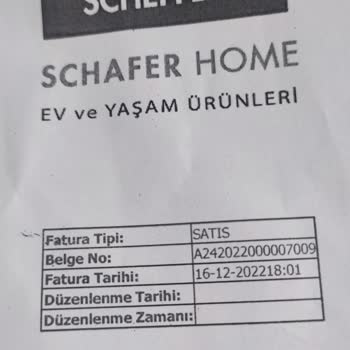 SCHAFER HOME
EV ve YAŞAM ÜRÜNLERİ
Fatura Tipi: SATIS
Belge No: A242022000007009
Fatura Tarihi: 16-12-202218:01
Düzenlenme Tarihi:
Düzenlenme Zamanı: